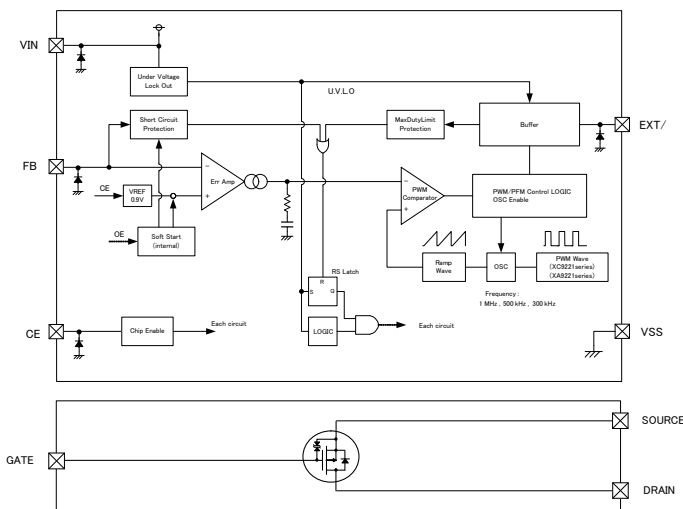 VIN
Under Voltage
Lock Out
U.V.L.O
Short Circuit
Protection
MaxDutyLimit
Protection
Buffer
EXT/
FB
Err Amp
−
+
CE
VREF
0.9V
OE
Soft Start
(internal)
−
+
PWM
Comparator
PWM/PFM Control LOGIC
OSC Enable
Ramp
Wave
OSC
PWM Wave
(XC9221series)
(XA9221series)
Frequency :
1 MHz , 500 kHz , 300 kHz
RS Latch
R
S
Q
LOGIC
Each circuit
CE
Chip Enable
Each circuit
VSS
SOURCE
GATE
DRAIN